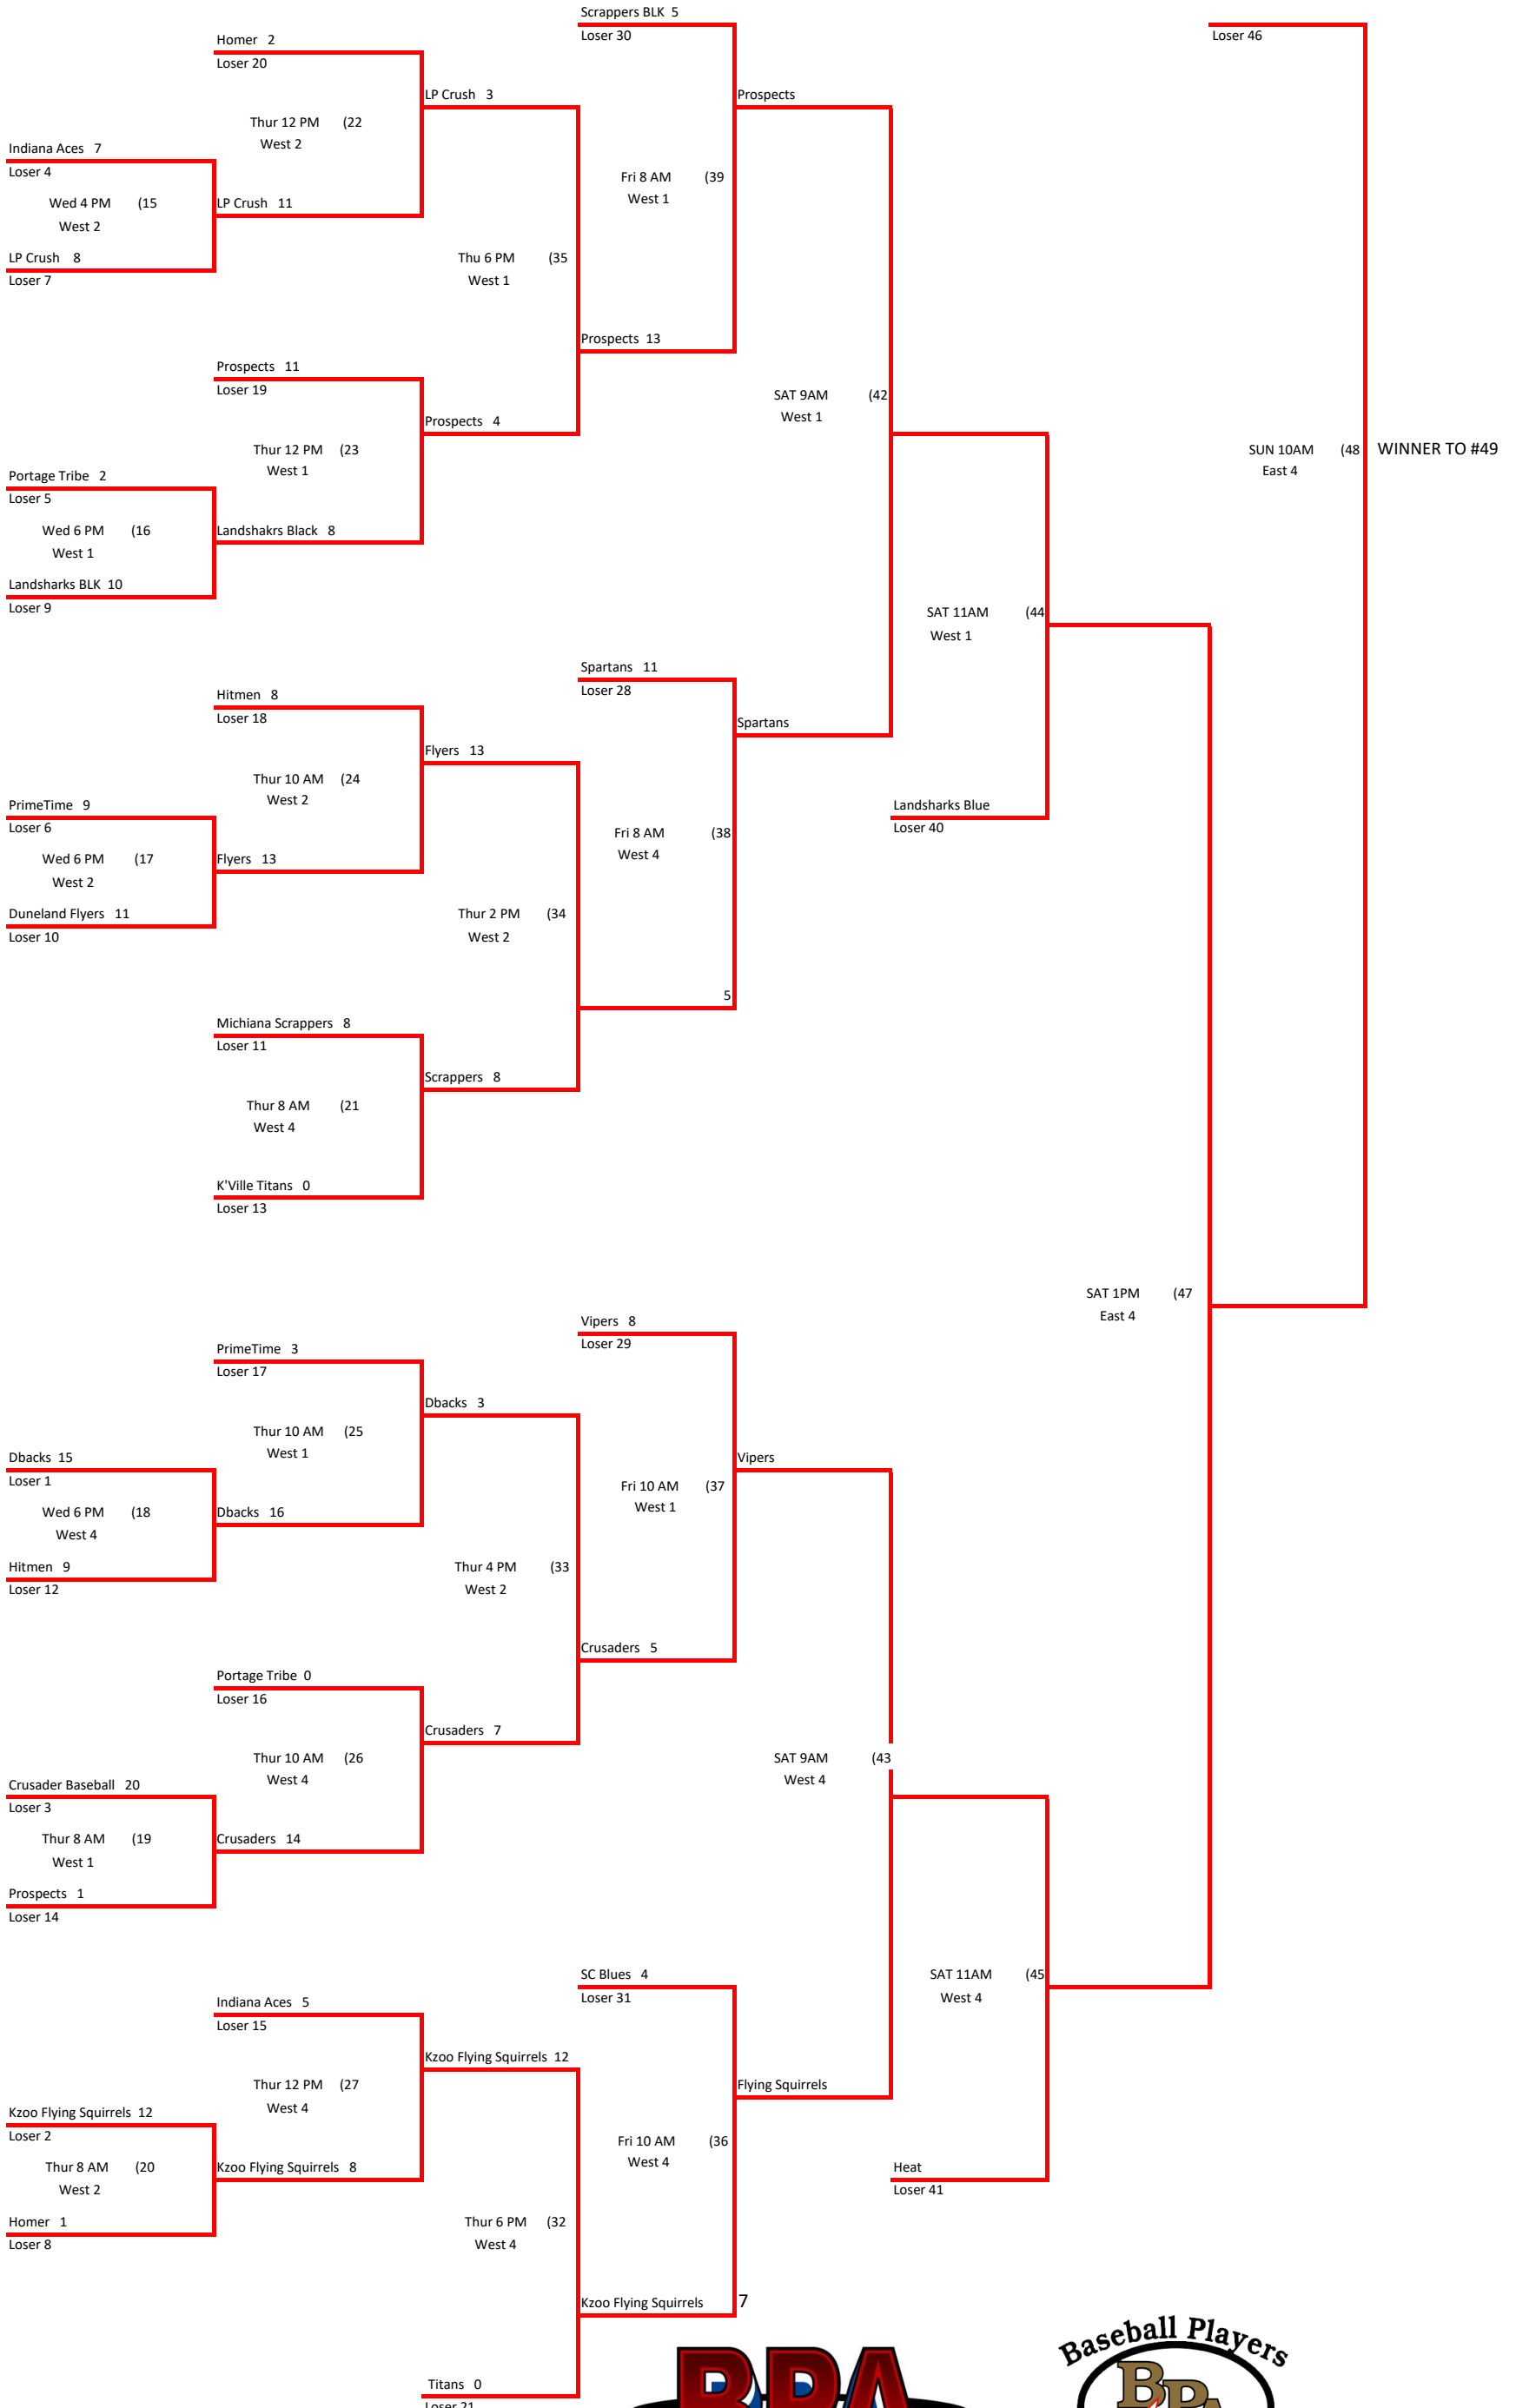 Scrappers BLK 5
Loser 30
Loser 46
Homer 2
Loser 20
LP Crush 3
Prospects
Thur 12 PM (22
West 2
Indiana Aces 7
Loser 4
Fri 8 AM (39
West 1
Wed 4 PM (15
West 2
LP Crush 11
LP Crush 8
Loser 7
Thu 6 PM (35
West 1
Prospects 13
Prospects 11
Loser 19
SAT 9AM (42
West 1
Prospects 4
Thur 12 PM (23
West 1
SUN 10AM (48
East 4
WINNER TO #49
Portage Tribe 2
Loser 5
Wed 6 PM (16
West 1
Landshakrs Black 8
Landsharks BLK 10
Loser 9
SAT 11AM (44
West 1
Spartans 11
Loser 28
Hitmen 8
Loser 18
Spartans
Flyers 13
Thur 10 AM (24
West 2
PrimeTime 9
Loser 6
Landsharks Blue
Loser 40
Fri 8 AM (38
West 4
Wed 6 PM (17
West 2
Flyers 13
Duneland Flyers 11
Loser 10
Thur 2 PM (34
West 2
5
Michiana Scrappers 8
Loser 11
Scrappers 8
Thur 8 AM (21
West 4
K'Ville Titans 0
Loser 13
SAT 1PM (47
East 4
Vipers 8
Loser 29
PrimeTime 3
Loser 17
Dbacks 3
Thur 10 AM (25
West 1
Dbacks 15
Loser 1
Vipers
Fri 10 AM (37
West 1
Wed 6 PM (18
West 4
Dbacks 16
Hitmen 9
Loser 12
Thur 4 PM (33
West 2
Crusaders 5
Portage Tribe 0
Loser 16
Crusaders 7
Thur 10 AM (26
West 4
SAT 9AM (43
West 4
Crusader Baseball 20
Loser 3
Thur 8 AM (19
West 1
Crusaders 14
Prospects 1
Loser 14
SC Blues 4
Loser 31
SAT 11AM (45
West 4
Indiana Aces 5
Loser 15
Kzoo Flying Squirrels 12
Thur 12 PM (27
West 4
Flying Squirrels
Kzoo Flying Squirrels 12
Loser 2
Fri 10 AM (36
West 4
Thur 8 AM (20
West 2
Kzoo Flying Squirrels 8
Heat
Loser 41
Homer 1
Loser 8
Thur 6 PM (32
West 4
Kzoo Flying Squirrels 7
Titans 0
Loser 21
BPA
Baseball Players
BPA